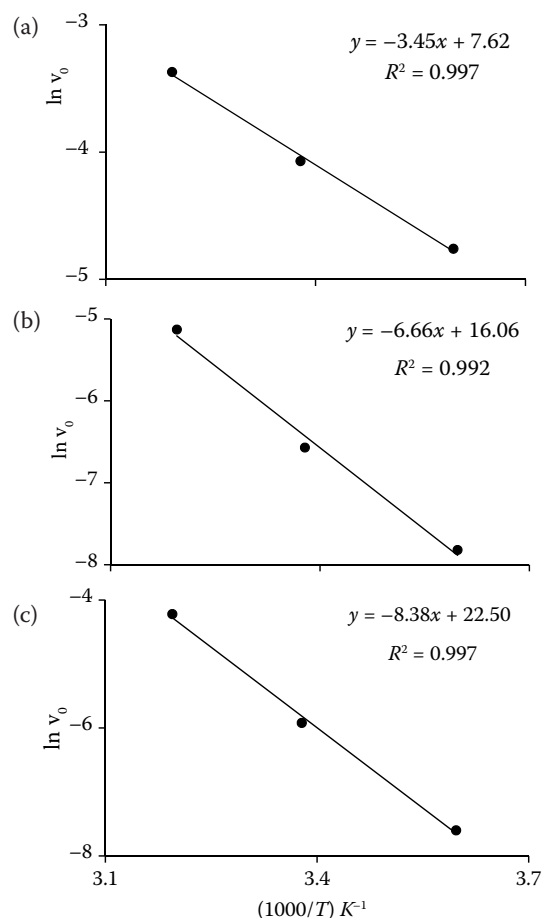 (a)
−3
−4
−5
ln v₀
y = −3.45x + 7.62
R² = 0.997
(b)
−5
−6
−7
−8
ln v₀
y = −6.66x + 16.06
R² = 0.992
(c)
−4
−6
−8
ln v₀
y = −8.38x + 22.50
R² = 0.997
3.1 3.4 3.7
(1000/T) K⁻¹